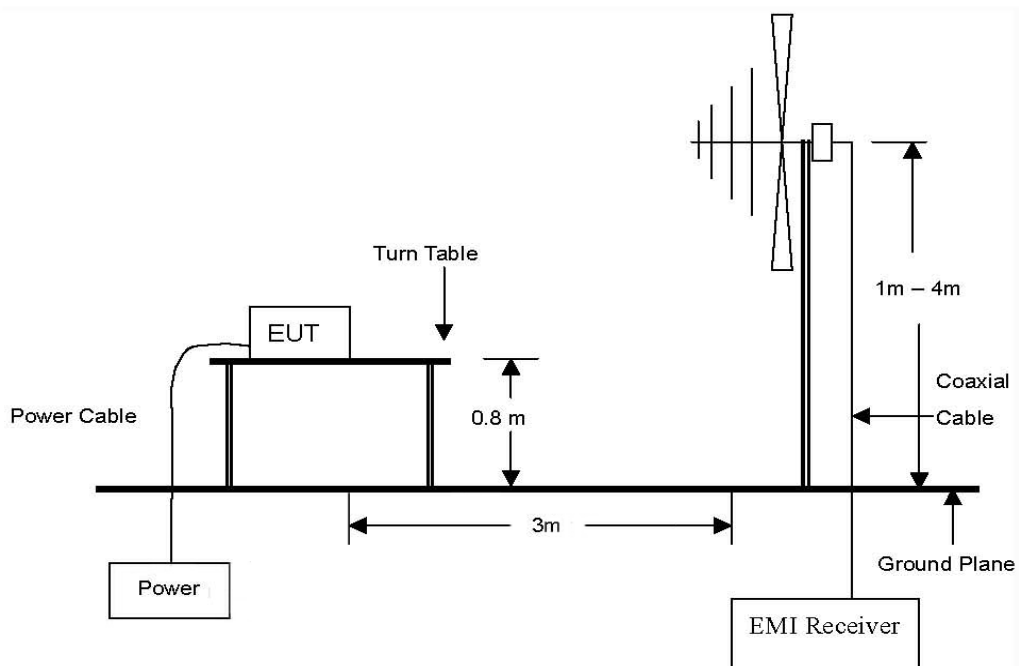 Turn Table
EUT
1m – 4m
Power Cable
0.8 m
Coaxial
Cable
3m
Ground Plane
Power
EMI Receiver